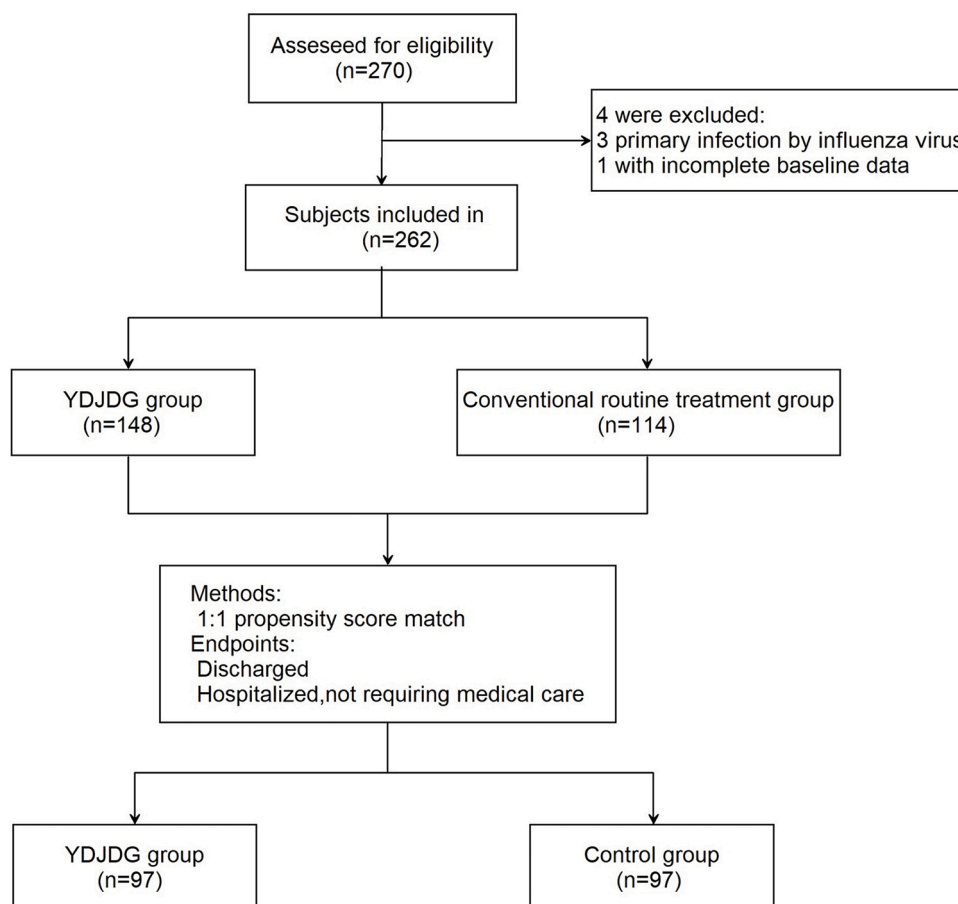 Asseseed for eligibility
(n=270)
4 were excluded:
3 primary infection by influenza virus
1 with incomplete baseline data
Subjects included in
(n=262)
YDJDG group
(n=148)
Conventional routine treatment group
(n=114)
Methods:
1:1 propensity score match
Endpoints:
Discharged
Hospitalized,not requiring medical care
YDJDG group
(n=97)
Control group
(n=97)